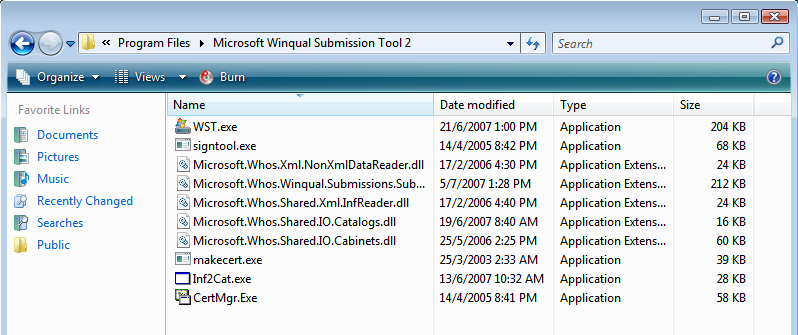 Program Files Microsoft Winqual Submission Tool 2 Search
Organize Views Burn
Favorite Links
Documents
Pictures
Music
Recently Changed
Searches
Public
Name Date modified Type Size
WST.exe 21/6/2007 1:00 PM Application 204 KB
signtool.exe 14/4/2005 8:42 PM Application 68 KB
Microsoft.Whos.Xml.NonXmlDataReader.dll 17/2/2006 4:30 PM Application Extens... 24 KB
Microsoft.Whos.Winqual.Submissions.Sub... 5/7/2007 1:28 PM Application Extens... 212 KB
Microsoft.Whos.Shared.Xml.InfReader.dll 17/2/2006 4:40 PM Application Extens... 24 KB
Microsoft.Whos.Shared.IO.Catalogs.dll 19/6/2007 8:40 AM Application Extens... 16 KB
Microsoft.Whos.Shared.IO.Cabinets.dll 25/5/2006 2:25 PM Application Extens... 60 KB
makecert.exe 25/3/2003 2:33 AM Application 39 KB
Inf2Cat.exe 13/6/2007 10:32 AM Application 28 KB
CertMgr.Exe 14/4/2005 8:41 PM Application 58 KB